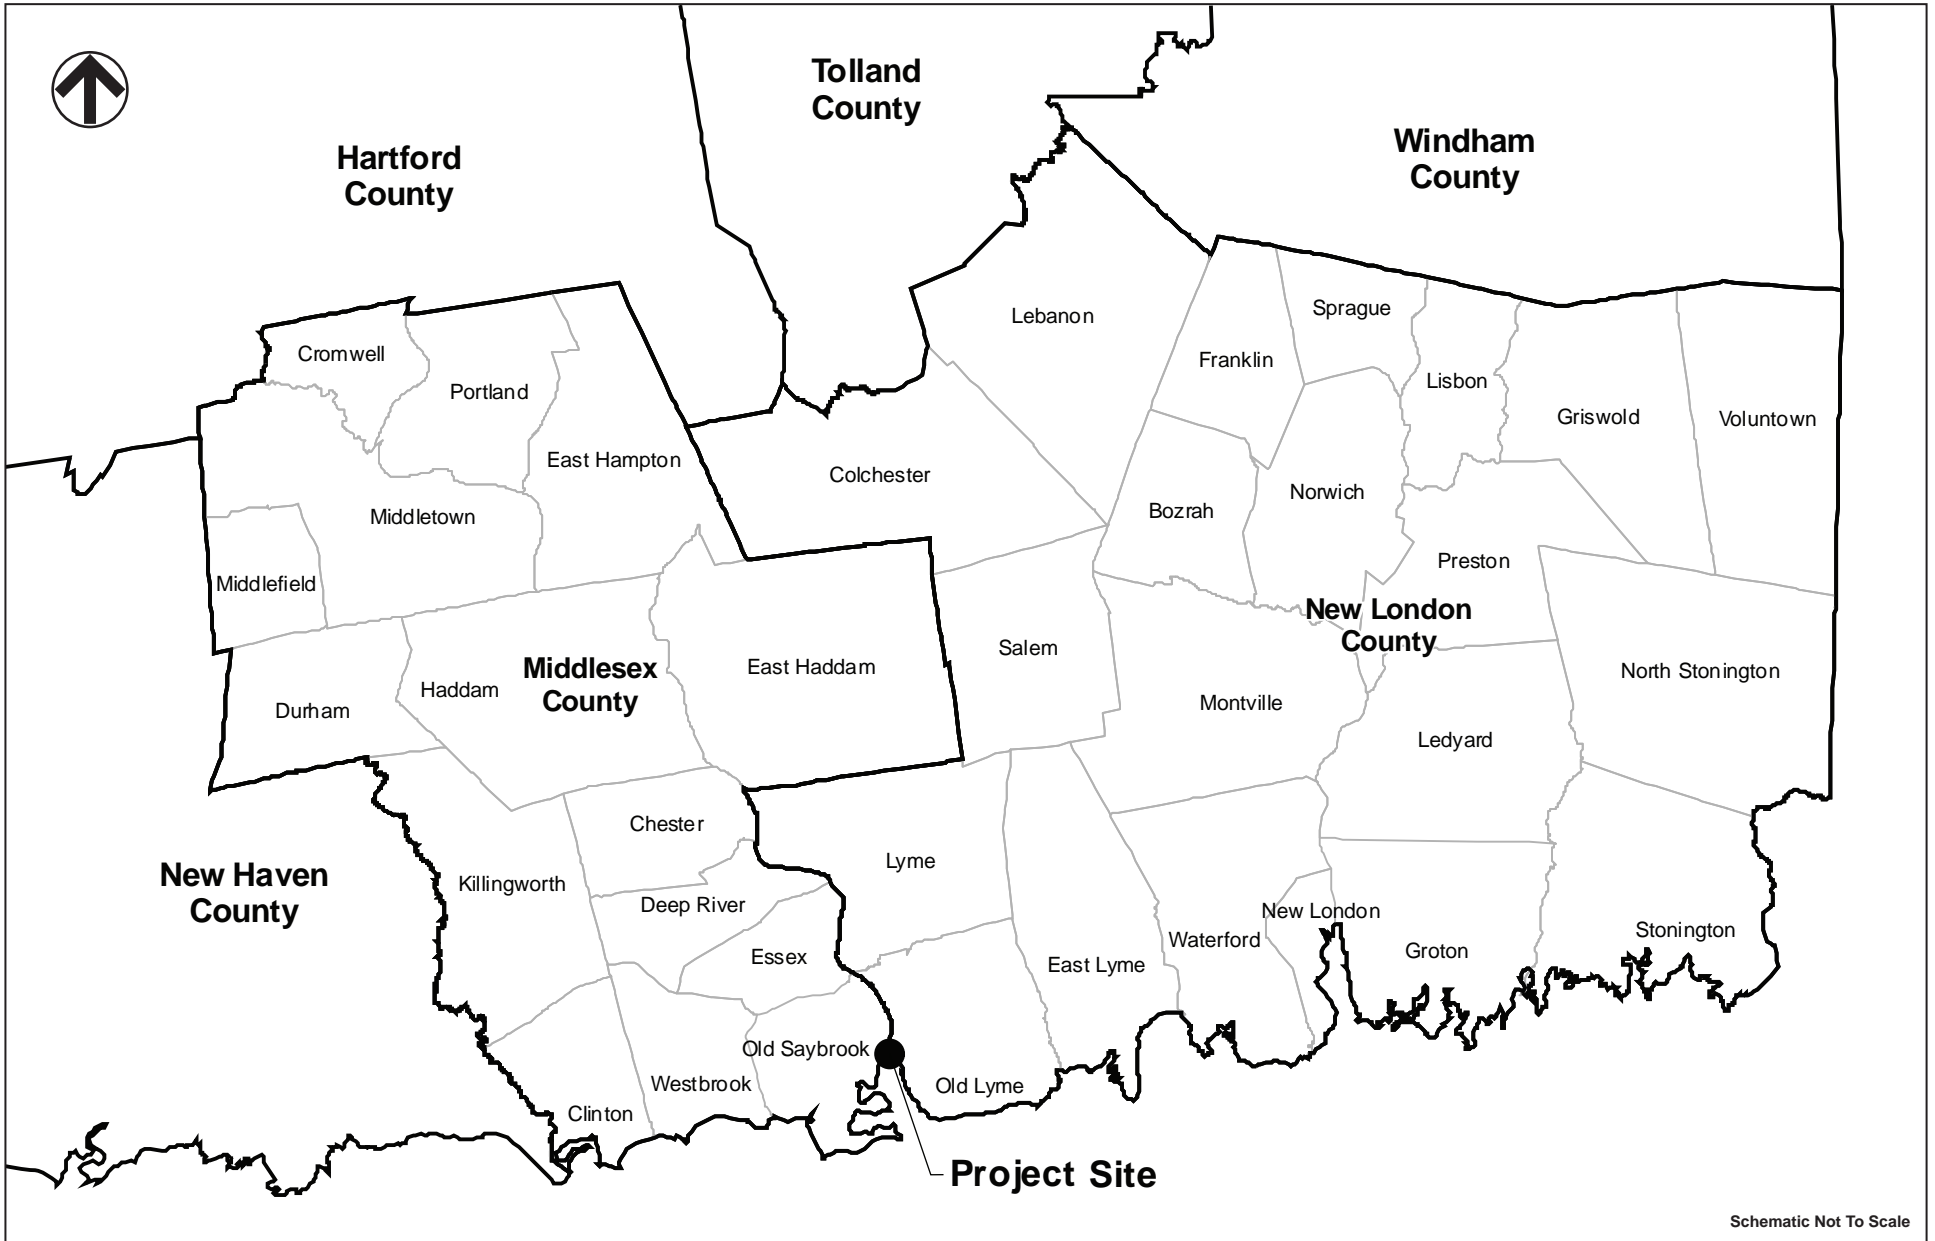 Tolland
County
Windham
County
Hartford
County
Lebanon
Sprague
Cromwell
Franklin
Lisbon
Portland
Griswold
Voluntown
East Hampton
Colchester
Norwich
Bozrah
Middletown
Preston
Middlefield
New London
County
Salem
East Haddam
Middlesex
County
North Stonington
Haddam
Montville
Durham
Ledyard
Chester
Lyme
New Haven
County
Killingworth
Deep River
New London
Stonington
Waterford
Groton
Essex
East Lyme
Old Saybrook
Westbrook
Old Lyme
Clinton
Project Site
Schematic Not To Scale